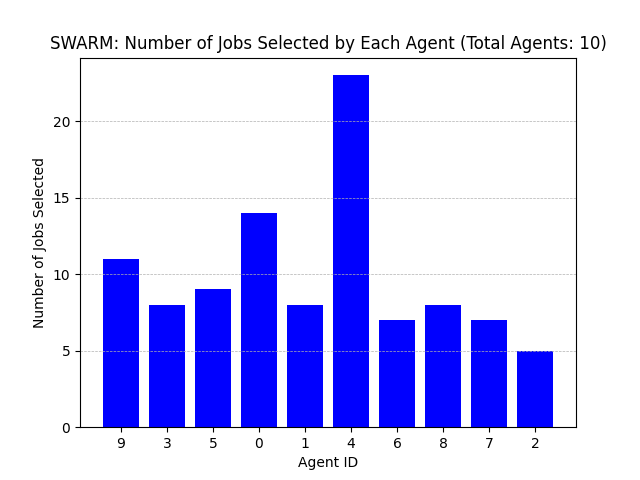 SWARM: Number of Jobs Selected by Each Agent (Total Agents: 10)
Number of Jobs Selected
20
15
10
5
0
9 3 5 0 1 4 6 8 7 2
Agent ID